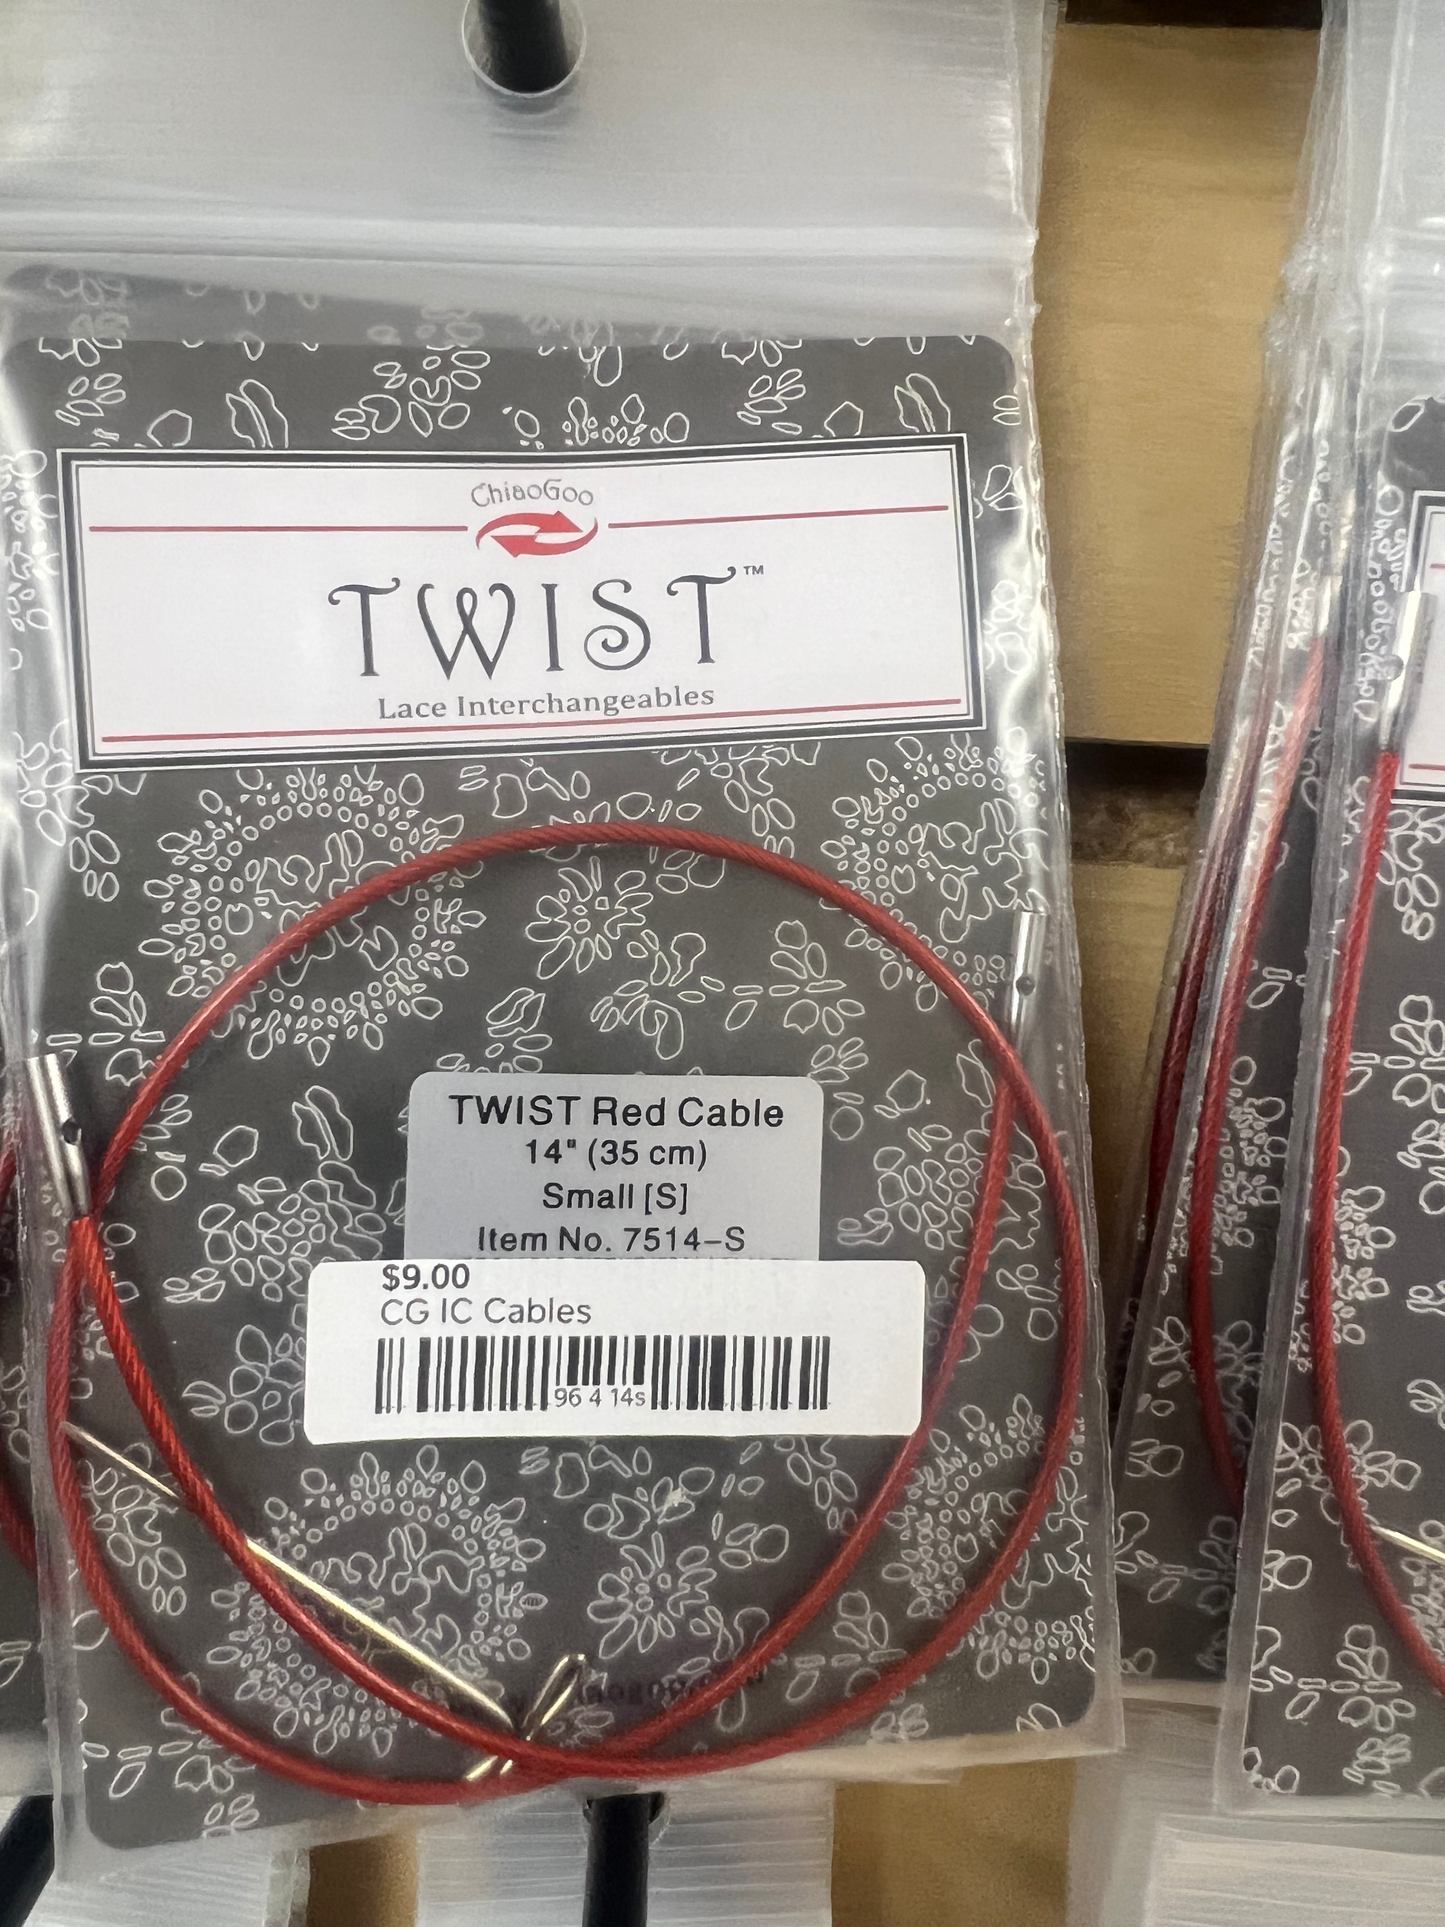 ChiaoGoo
TWIST™
Lace Interchangeables
TWIST Red Cable
14" (35 cm)
Small [S]
Item No. 7514-S
$9.00
CG IC Cables
96 4 14s